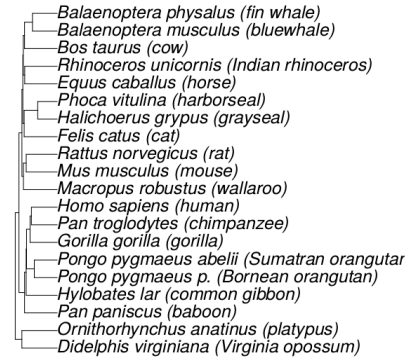 Balaenoptera physalus (fin whale)
Balaenoptera musculus (bluewhale)
Bos taurus (cow)
Rhinoceros unicornis (Indian rhinoceros)
Equus caballus (horse)
Phoca vitulina (harborseal)
Halichoerus grypus (grayseal)
Felis catus (cat)
Rattus norvegicus (rat)
Mus musculus (mouse)
Macropus robustus (wallaroo)
Homo sapiens (human)
Pan troglodytes (chimpanzee)
Gorilla gorilla (gorilla)
Pongo pygmaeus abelii (Sumatran orangutan
Pongo pygmaeus p. (Bornean orangutan)
Hylobates lar (common gibbon)
Pan paniscus (baboon)
Ornithorhynchus anatinus (platypus)
Didelphis virginiana (Virginia opossum)